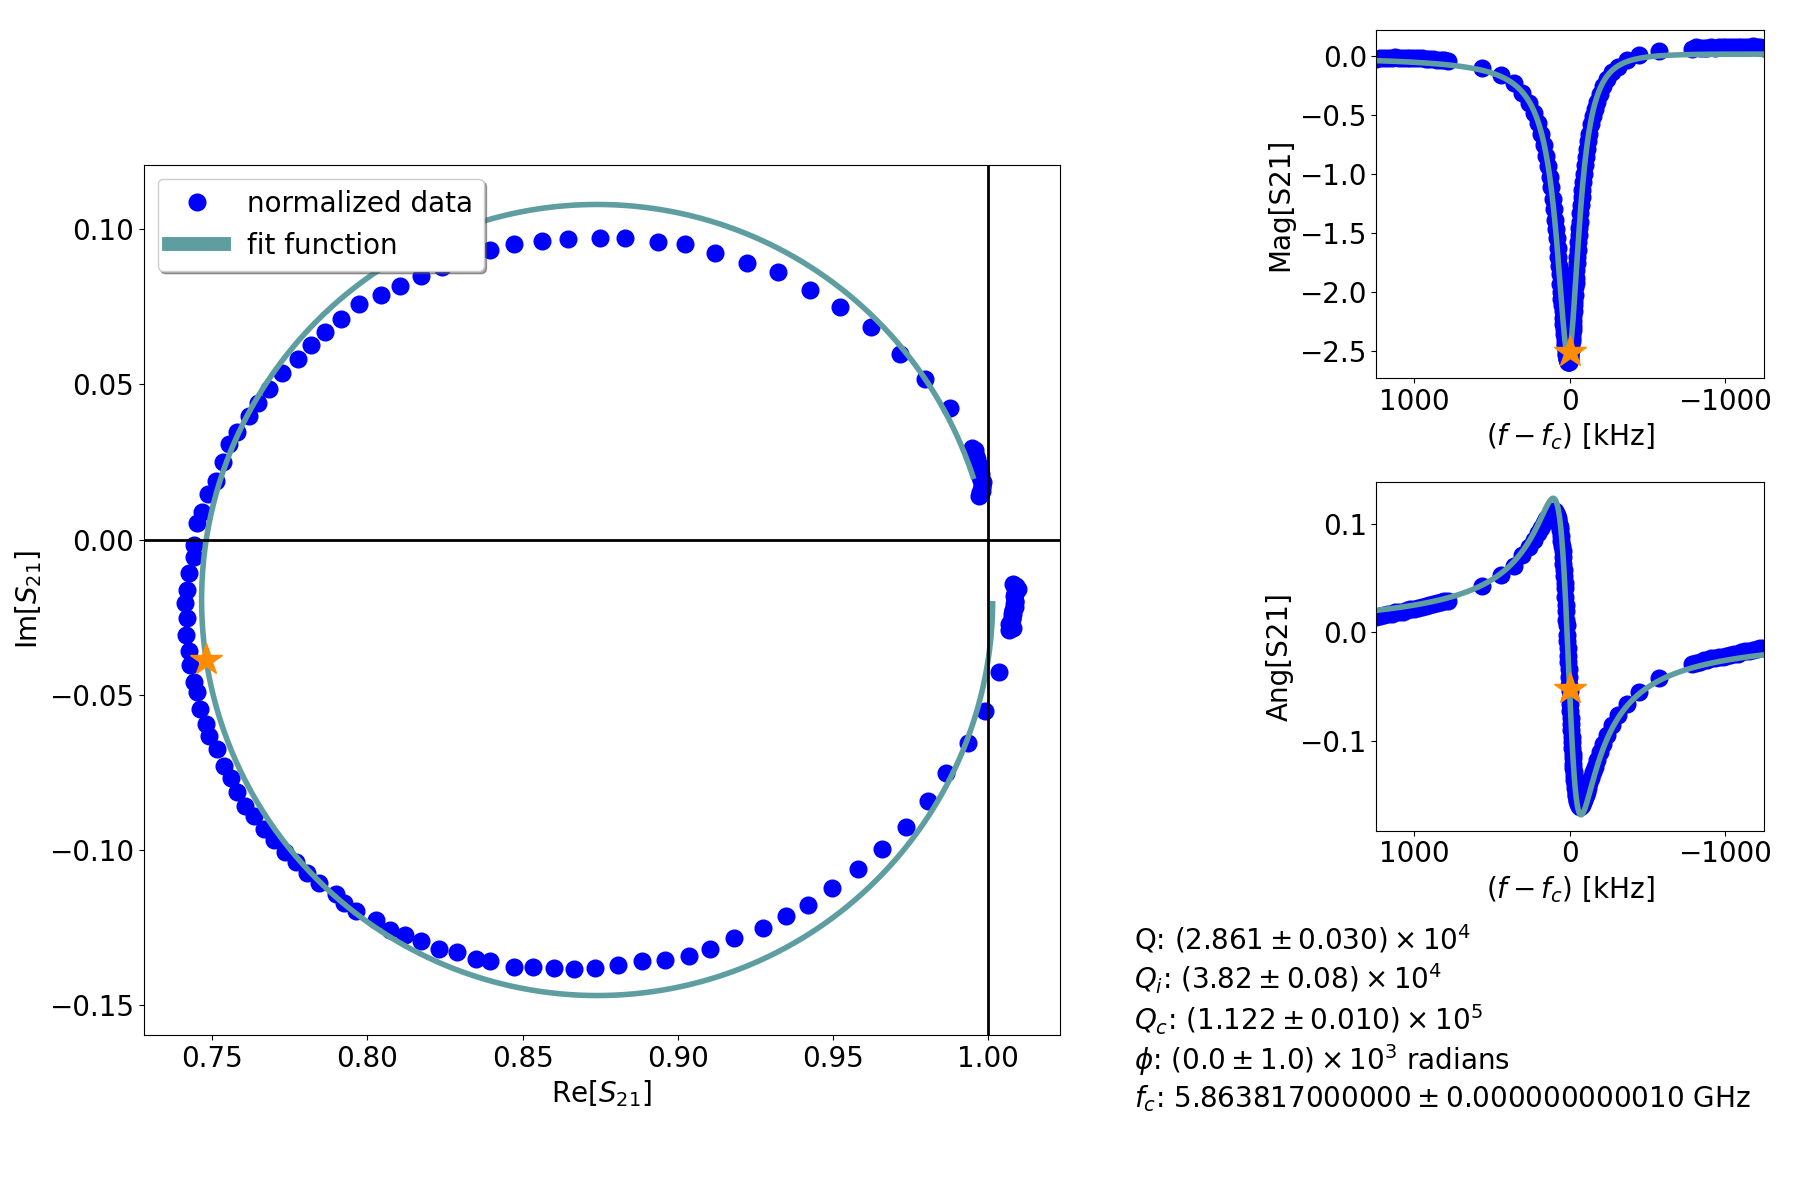 normalized data
fit function
0.10
0.05
0.00
−0.05
−0.10
−0.15
Im[S21]
0.75 0.80 0.85 0.90 0.95 1.00
Re[S21]
0.0
−0.5
−1.0
−1.5
−2.0
−2.5
Mag[S21]
1000 0 −1000
(f − fc) [kHz]
0.1
0.0
−0.1
Ang[S21]
1000 0 −1000
(f − fc) [kHz]
Q: (2.861 ± 0.030) × 10^4
Qi: (3.82 ± 0.08) × 10^4
Qc: (1.122 ± 0.010) × 10^5
ϕ: (0.0 ± 1.0) × 10^3 radians
fc: 5.863817000000 ± 0.000000000010 GHz